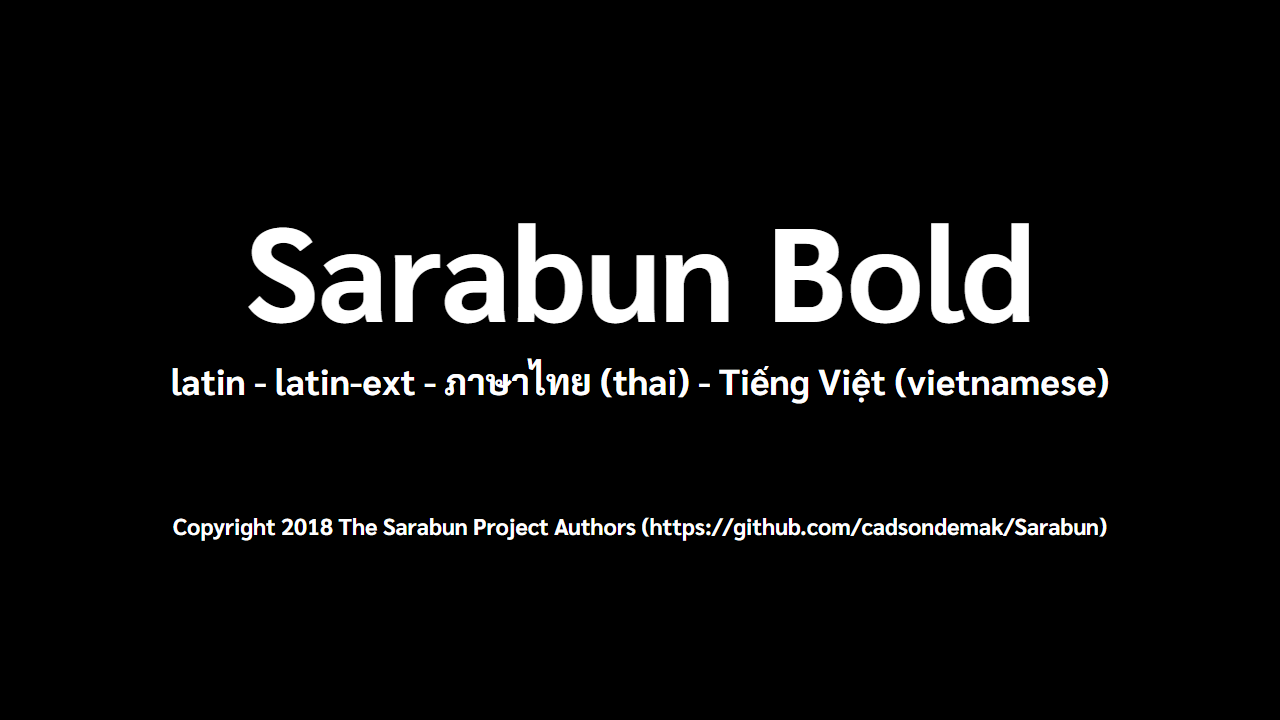 Sarabun Bold
latin - latin-ext - ภาษาไทย (thai) - Tiếng Việt (vietnamese)
Copyright 2018 The Sarabun Project Authors (https://github.com/cadsondemak/Sarabun)